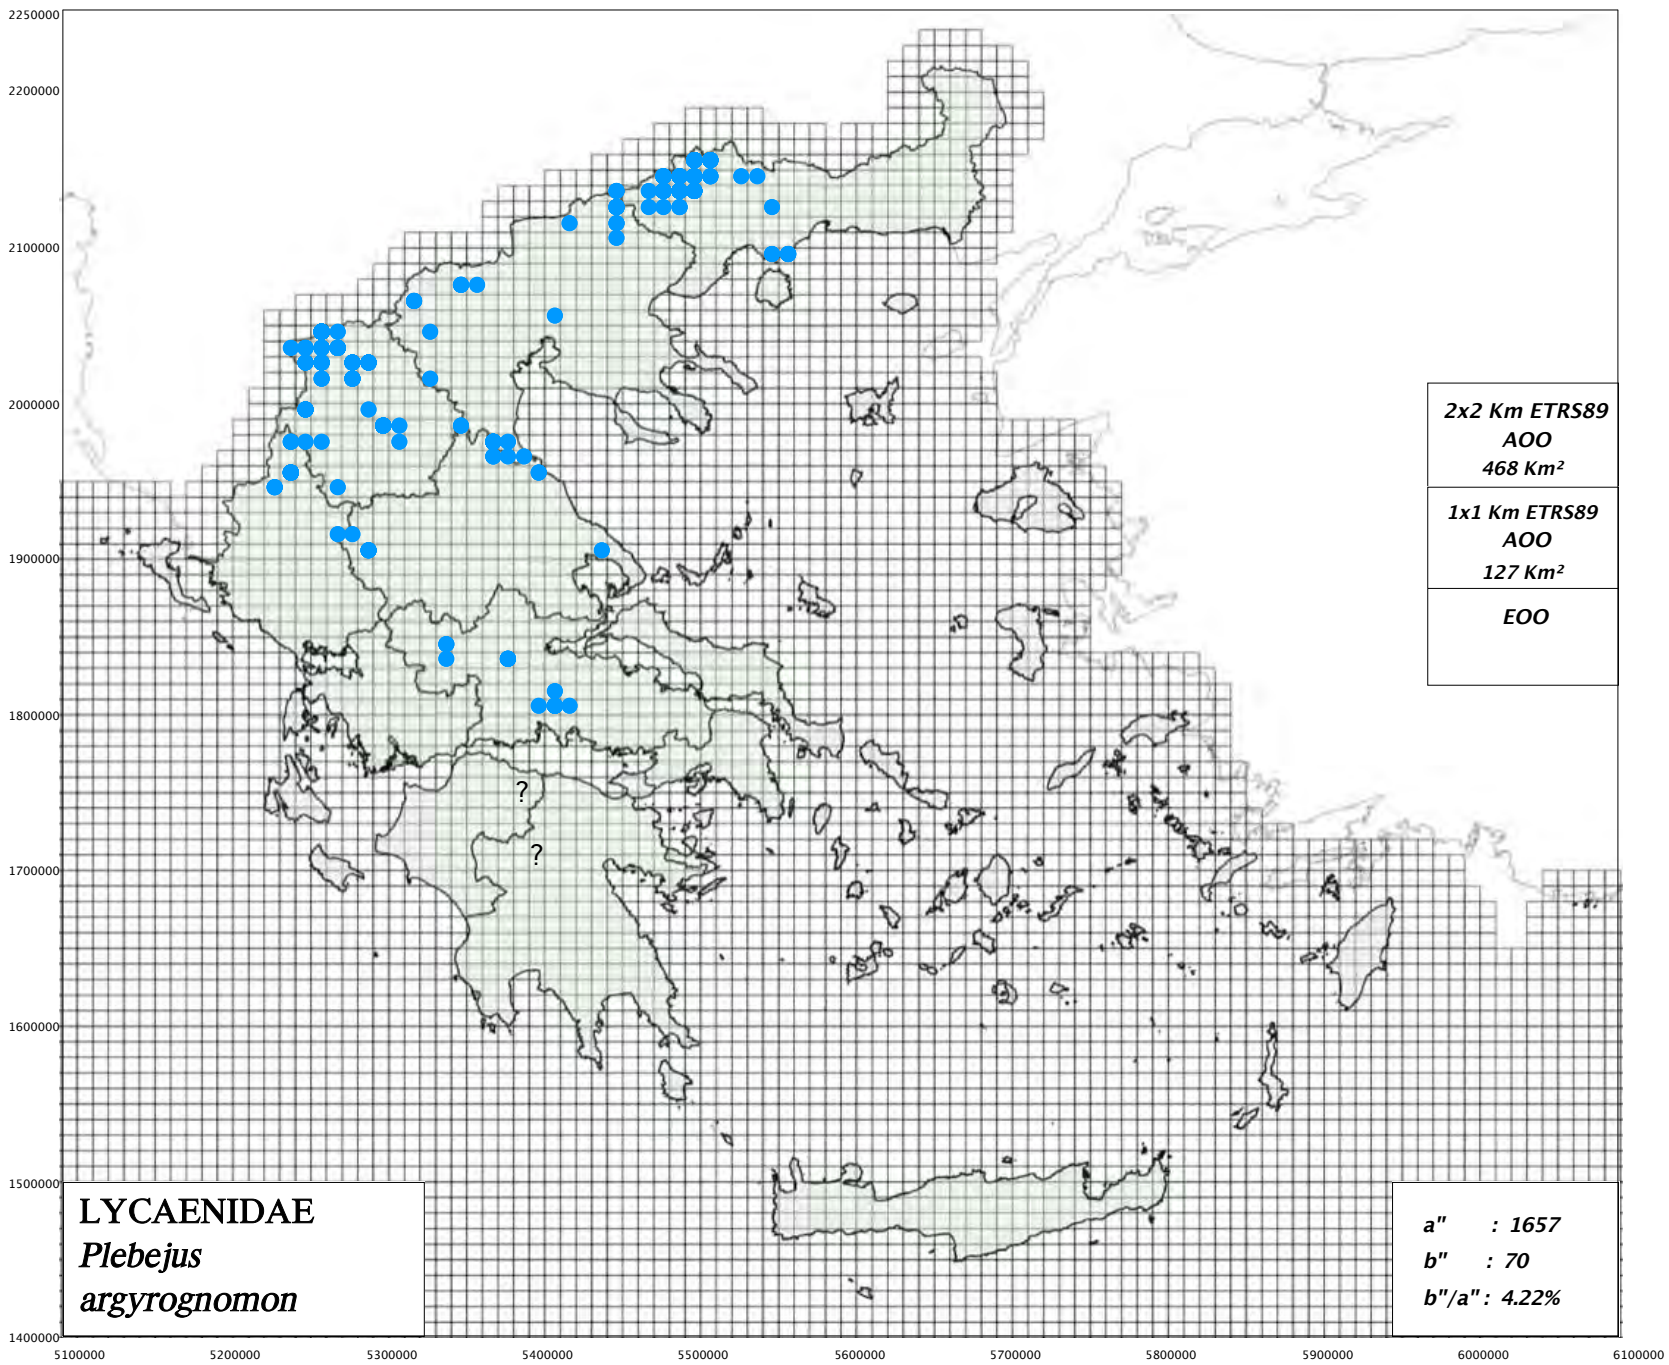 2250000
2200000
2100000
2000000
1900000
1800000
1700000
1600000
1500000
1400000
2x2 Km ETRS89
AOO
468 Km²
1x1 Km ETRS89
AOO
127 Km²
EOO
?
?
LYCAENIDAE
Plebejus
argyrognomon
a" : 1657
b" : 70
b"/a" : 4.22%
5100000 5200000 5300000 5400000 5500000 5600000 5700000 5800000 5900000 6000000 6100000